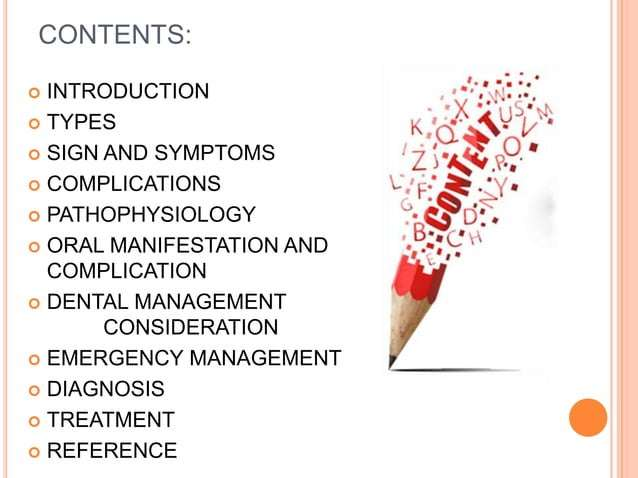 CONTENTS:
INTRODUCTION
TYPES
SIGN AND SYMPTOMS
COMPLICATIONS
PATHOPHYSIOLOGY
ORAL MANIFESTATION AND
COMPLICATION
DENTAL MANAGEMENT
CONSIDERATION
EMERGENCY MANAGEMENT
DIAGNOSIS
TREATMENT
REFERENCE
CONTENT